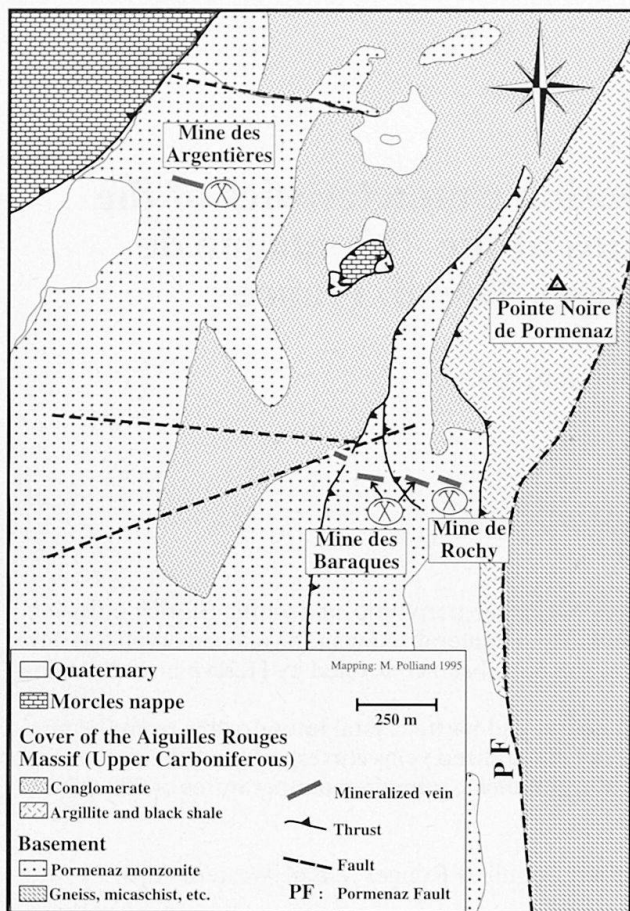 Mine des
Argentières
Pointe Noire
de Pormenaz
Mine des
Baraques
Mine de
Rochy
PF
Quaternary
Morcles nappe
Cover of the Aiguilles Rouges
Massif (Upper Carboniferous)
Conglomerate
Argillite and black shale
Basement
Pormenaz monzonite
Gneiss, micaschist, etc.
Mapping: M. Polliand 1995
250 m
Mineralized vein
Thrust
Fault
PF. Pormenaz Fault